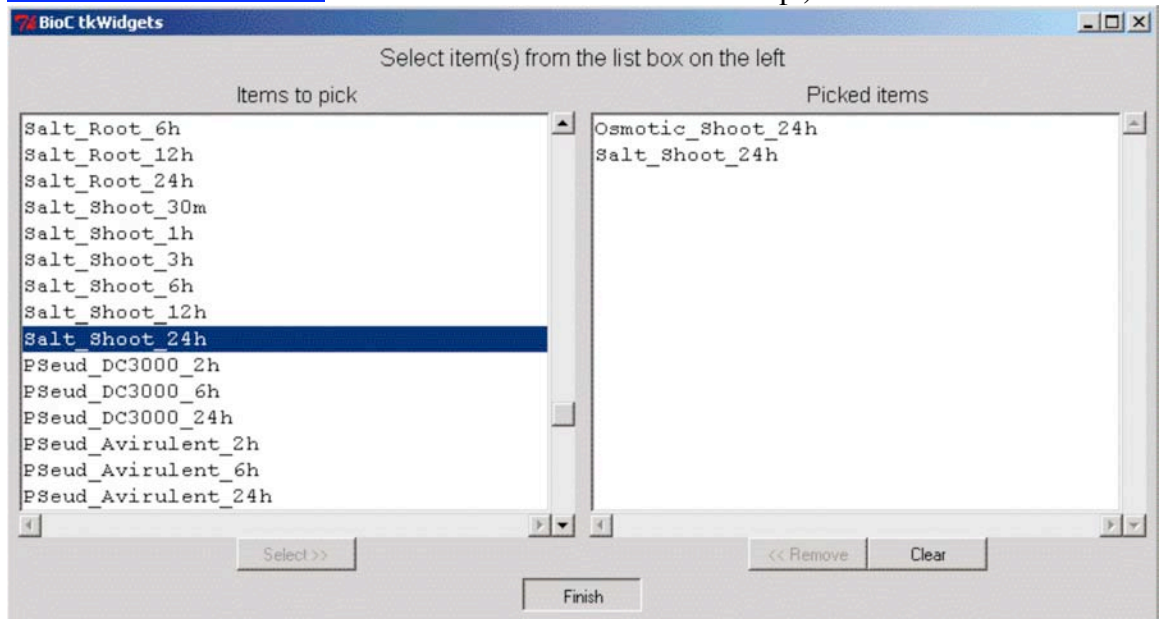 BioC tkWidgets
Select item(s) from the list box on the left
Items to pick
Picked items
Salt_Root_6h
Salt_Root_12h
Salt_Root_24h
Salt_Shoot_30m
Salt_Shoot_1h
Salt_Shoot_3h
Salt_Shoot_6h
Salt_Shoot_12h
Salt_Shoot_24h
PSeud_DC3000_2h
PSeud_DC3000_6h
PSeud_DC3000_24h
PSeud_Avirulent_2h
PSeud_Avirulent_6h
PSeud_Avirulent_24h
Osmotic_Shoot_24h
Salt_Shoot_24h
Select >>
<< Remove
Clear
Finish